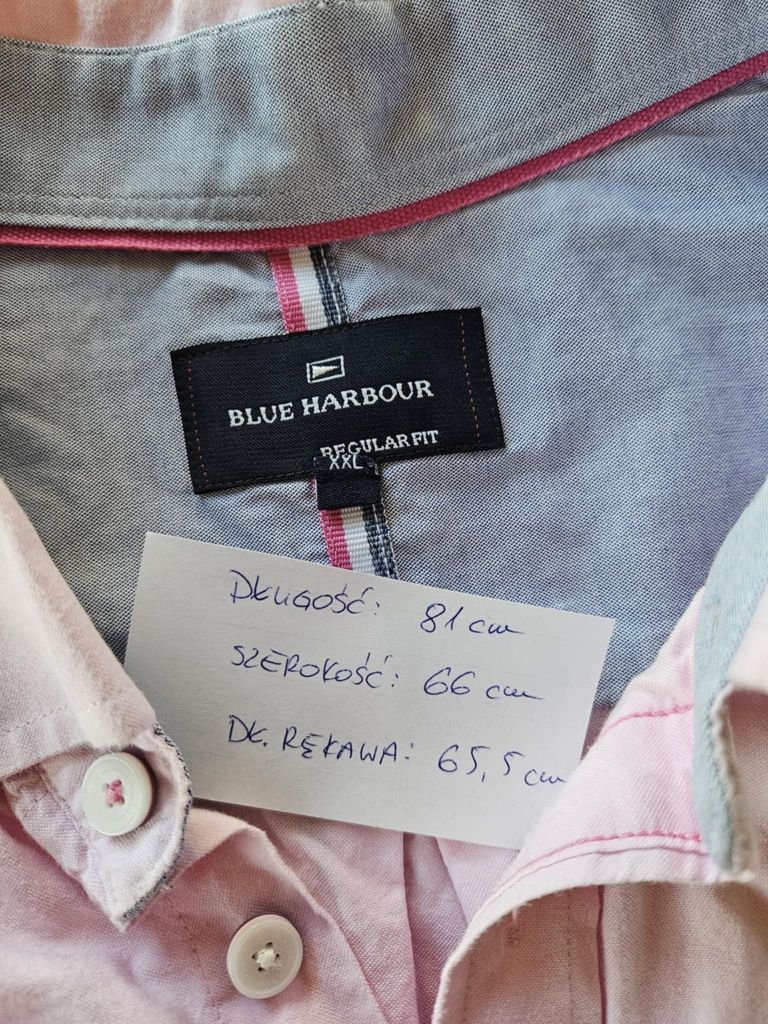 BLUE HARBOUR
REGULAR FIT
XXL
DŁUGOŚĆ: 81 cm
SZEROKOŚĆ: 66 cm
DŁ. RĘKAWA: 65,5 cm